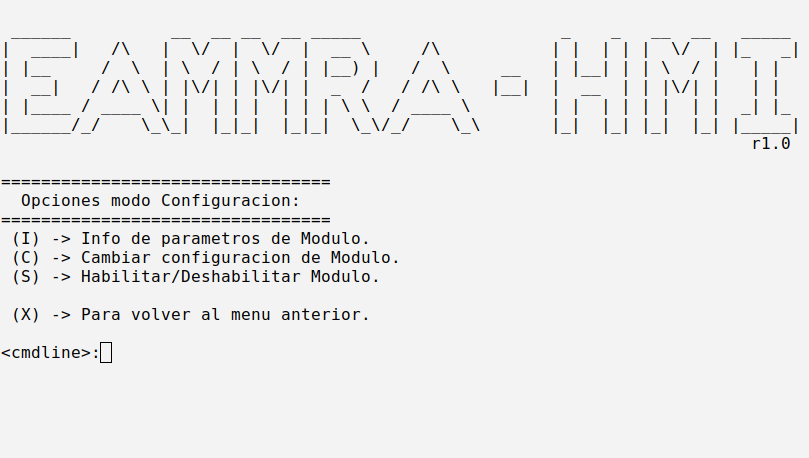 EAMMRA-HMI
r1.0
=================================
Opciones modo Configuracion:
=================================
(I) -> Info de parametros de Modulo.
(C) -> Cambiar configuracion de Modulo.
(S) -> Habilitar/Deshabilitar Modulo.
(X) -> Para volver al menu anterior.
<cmdline>: